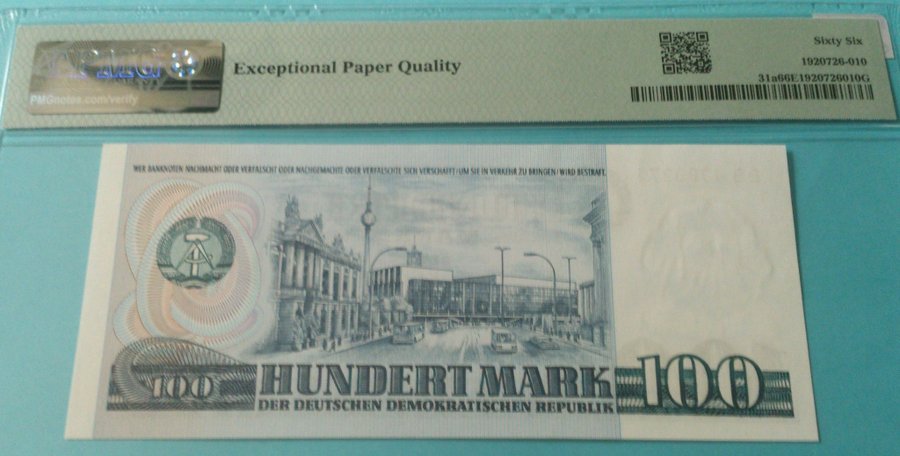 Exceptional Paper Quality
Sixty Six
1920726-010
31a66E1920726010G
PMGnotes.com/verify
WER BANKNOTEN NACHMACHT ODER VERFÄLSCHT ODER NACHGEMACHTE ODER VERFÄLSCHTE SICH VERSCHAFFT UM SIE IN VERKEHR ZU BRINGEN, WIRD BESTRAFT.
100
HUNDERT MARK
100
DER DEUTSCHEN DEMOKRATISCHEN REPUBLIK